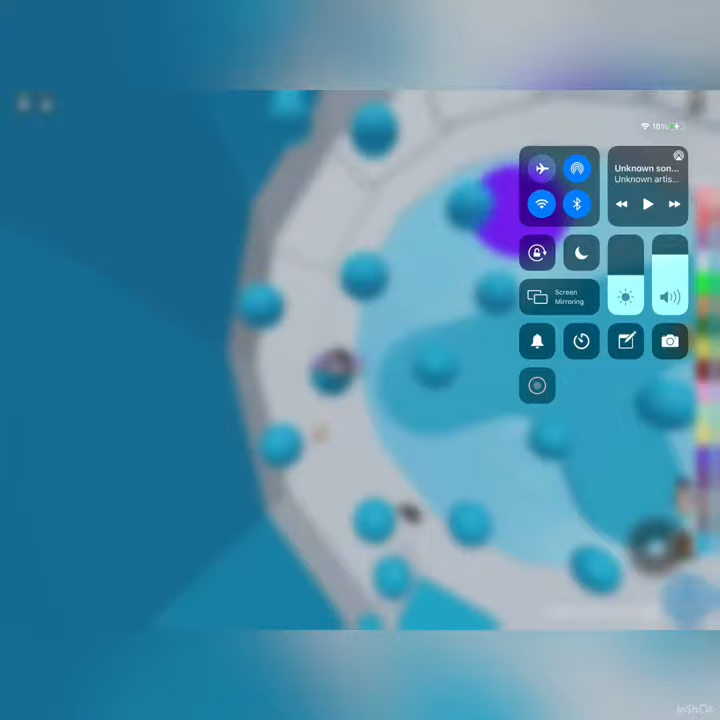 18%
Unknown son...
Unknown artis...
Screen
Mirroring
InShOt